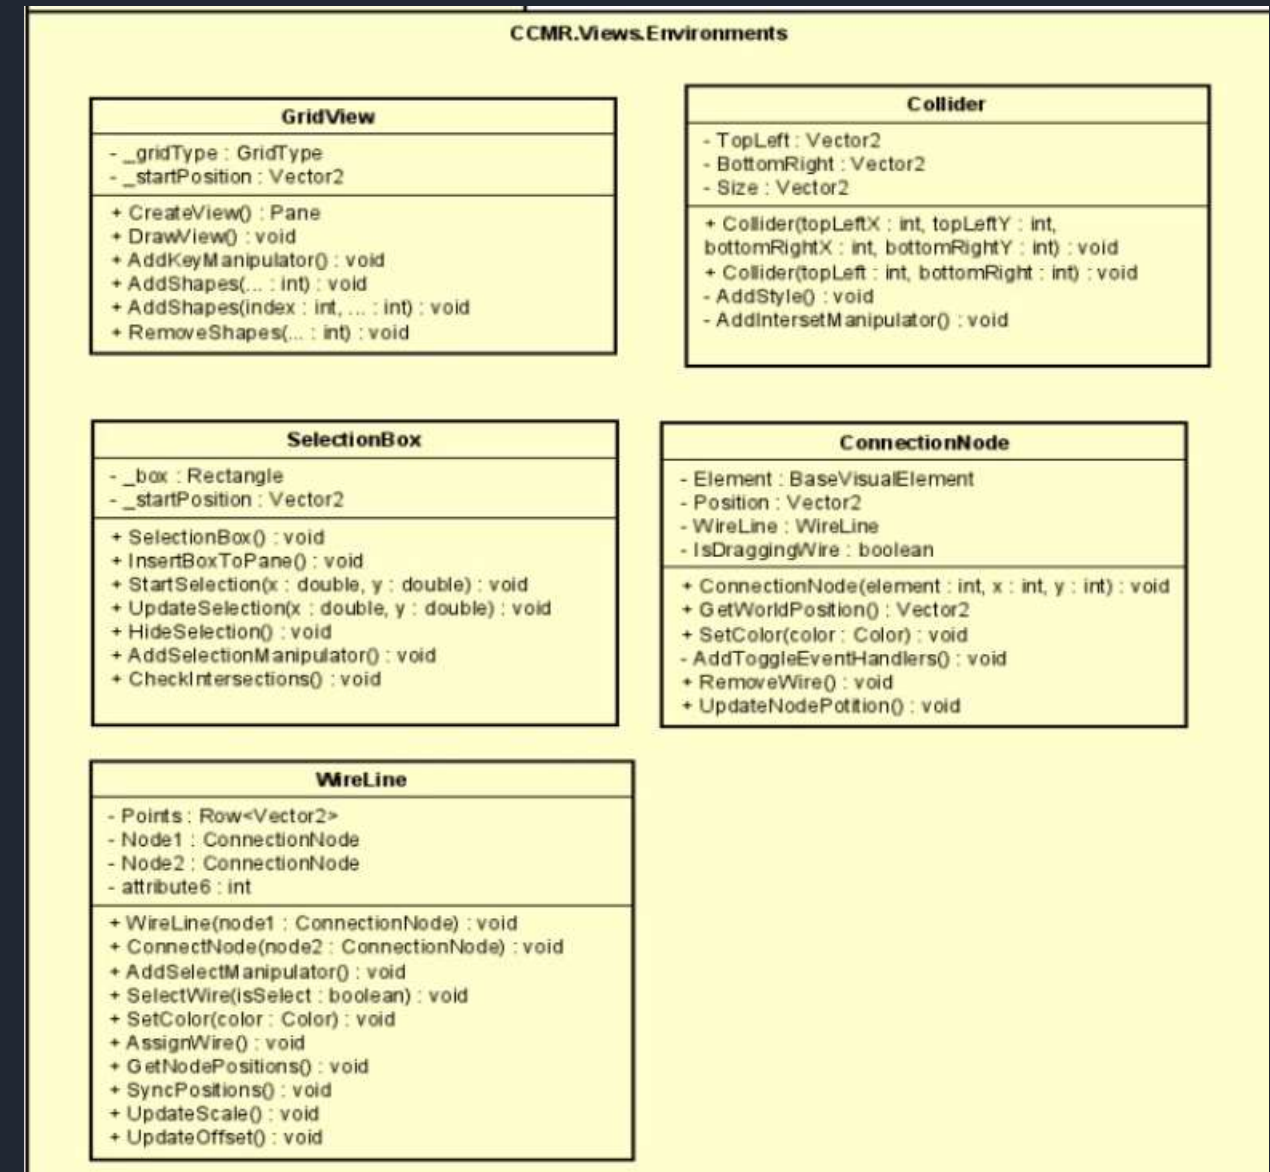 CCMR.Views.Environments
GridView
- _gridType : GridType
- _startPosition : Vector2
+ CreateView() : Pane
+ DrawView() : void
+ AddKeyManipulator() : void
+ AddShapes(... : int) : void
+ AddShapes(index : int, ... : int) : void
+ RemoveShapes(... : int) : void
Collider
- TopLeft : Vector2
- BottomRight : Vector2
- Size : Vector2
+ Collider(topLeftX : int, topLeftY : int,
bottomRightX : int, bottomRightY : int) : void
+ Collider(topLeft : int, bottomRight : int) : void
- AddStyle() : void
- AddIntersetManipulator() : void
SelectionBox
- _box : Rectangle
- _startPosition : Vector2
+ SelectionBox() : void
+ InsertBoxToPane() : void
+ StartSelection(x : double, y : double) : void
+ UpdateSelection(x : double, y : double) : void
+ HideSelection() : void
+ AddSelectionManipulator() : void
+ CheckIntersections() : void
ConnectionNode
- Element : BaseVisualElement
- Position : Vector2
- WireLine : WireLine
- IsDraggingWire : boolean
+ ConnectionNode(element : int, x : int, y : int) : void
+ GetWorldPosition() : Vector2
+ SetColor(color : Color) : void
- AddToggleEventHandlers() : void
+ RemoveWire() : void
+ UpdateNodePotition() : void
WireLine
- Points : Row<Vector2>
- Node1 : ConnectionNode
- Node2 : ConnectionNode
- attribute6 : int
+ WireLine(node1 : ConnectionNode) : void
+ ConnectNode(node2 : ConnectionNode) : void
+ AddSelectManipulator() : void
+ SelectWire(isSelect : boolean) : void
+ SetColor(color : Color) : void
+ AssignWire() : void
+ GetNodePositions() : void
+ SyncPositions() : void
+ UpdateScale() : void
+ UpdateOffset() : void